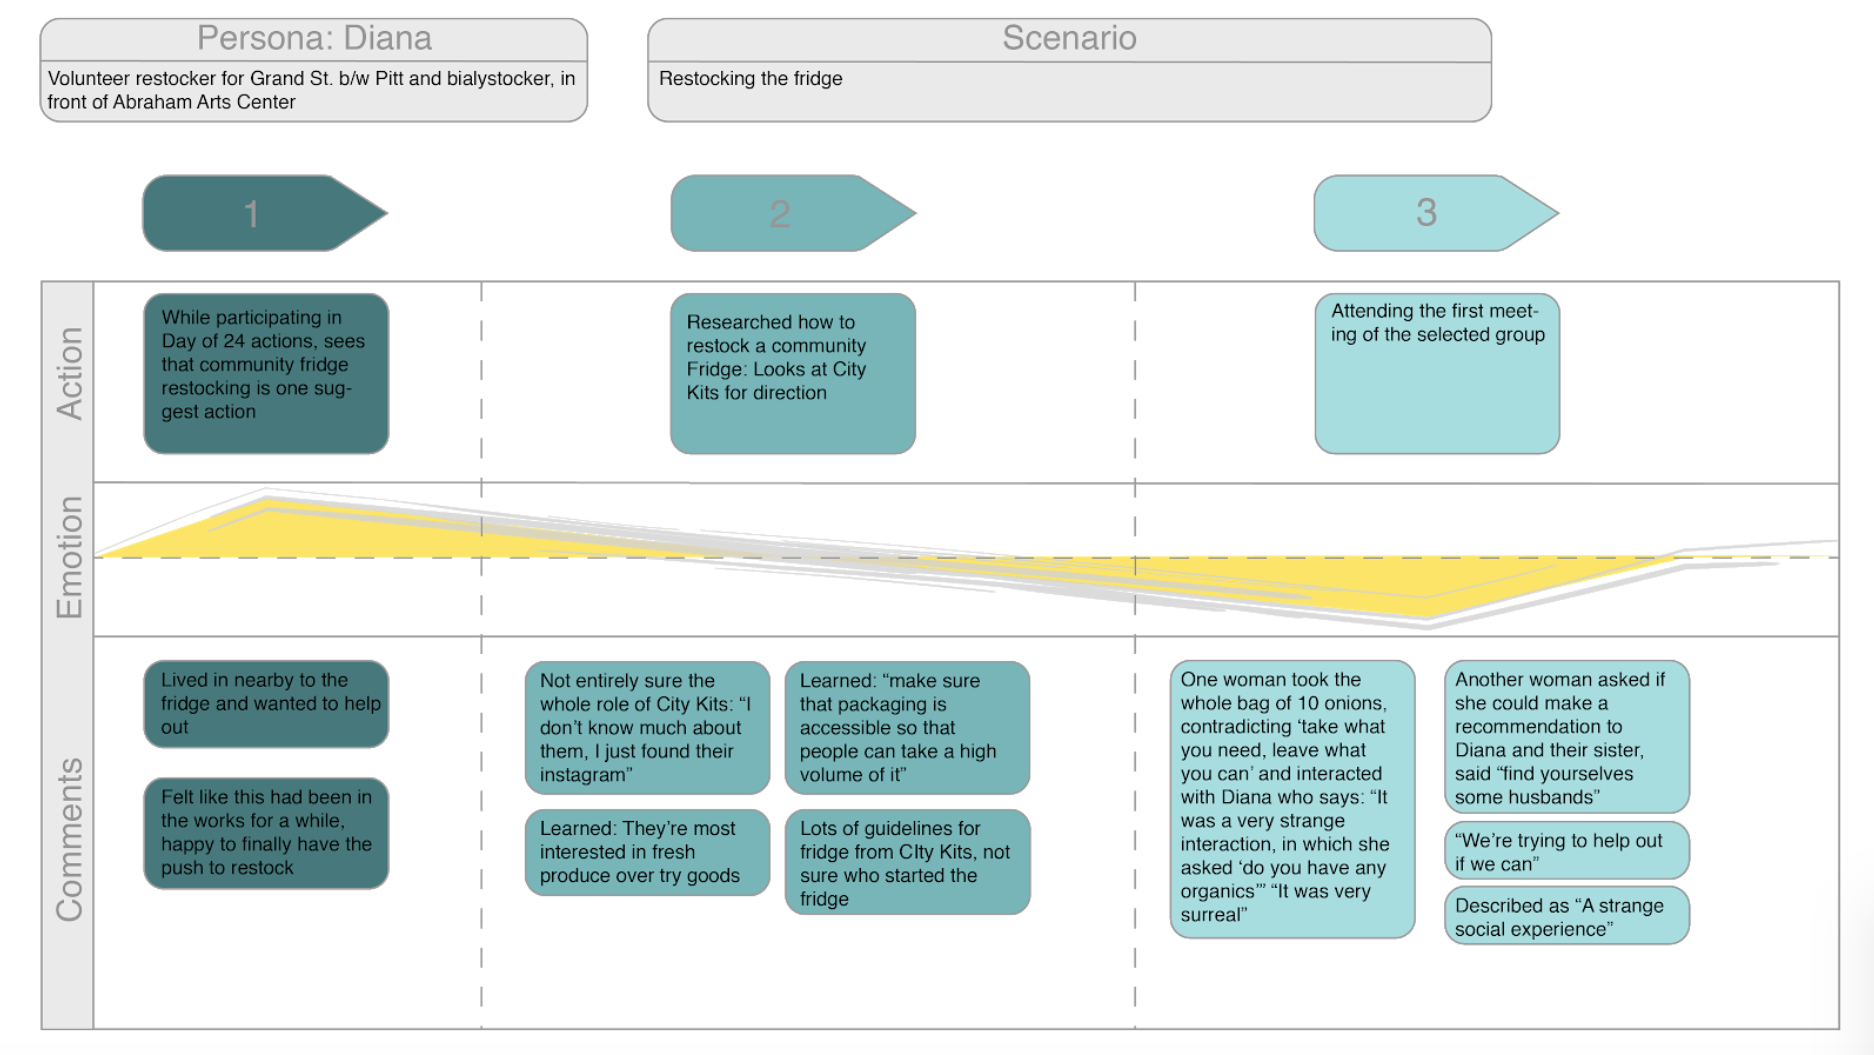 Persona: Diana
Volunteer restocker for Grand St. b/w Pitt and bialystocker, in
front of Abraham Arts Center
Scenario
Restocking the fridge
1
2
3
Action
While participating in
Day of 24 actions, sees
that community fridge
restocking is one sug-
gest action
Researched how to
restock a community
Fridge: Looks at City
Kits for direction
Attending the first meet-
ing of the selected group
Emotion
Comments
Lived in nearby to the
fridge and wanted to help
out
Felt like this had been in
the works for a while,
happy to finally have the
push to restock
Not entirely sure the
whole role of City Kits: “I
don’t know much about
them, I just found their
instagram”
Learned: They’re most
interested in fresh
produce over try goods
Learned: “make sure
that packaging is
accessible so that
people can take a high
volume of it”
Lots of guidelines for
fridge from CIty Kits, not
sure who started the
fridge
One woman took the
whole bag of 10 onions,
contradicting ‘take what
you need, leave what
you can’ and interacted
with Diana who says: “It
was a very strange
interaction, in which she
asked ‘do you have any
organics’” “It was very
surreal”
Another woman asked if
she could make a
recommendation to
Diana and their sister,
said “find yourselves
some husbands”
“We’re trying to help out
if we can”
Described as “A strange
social experience”